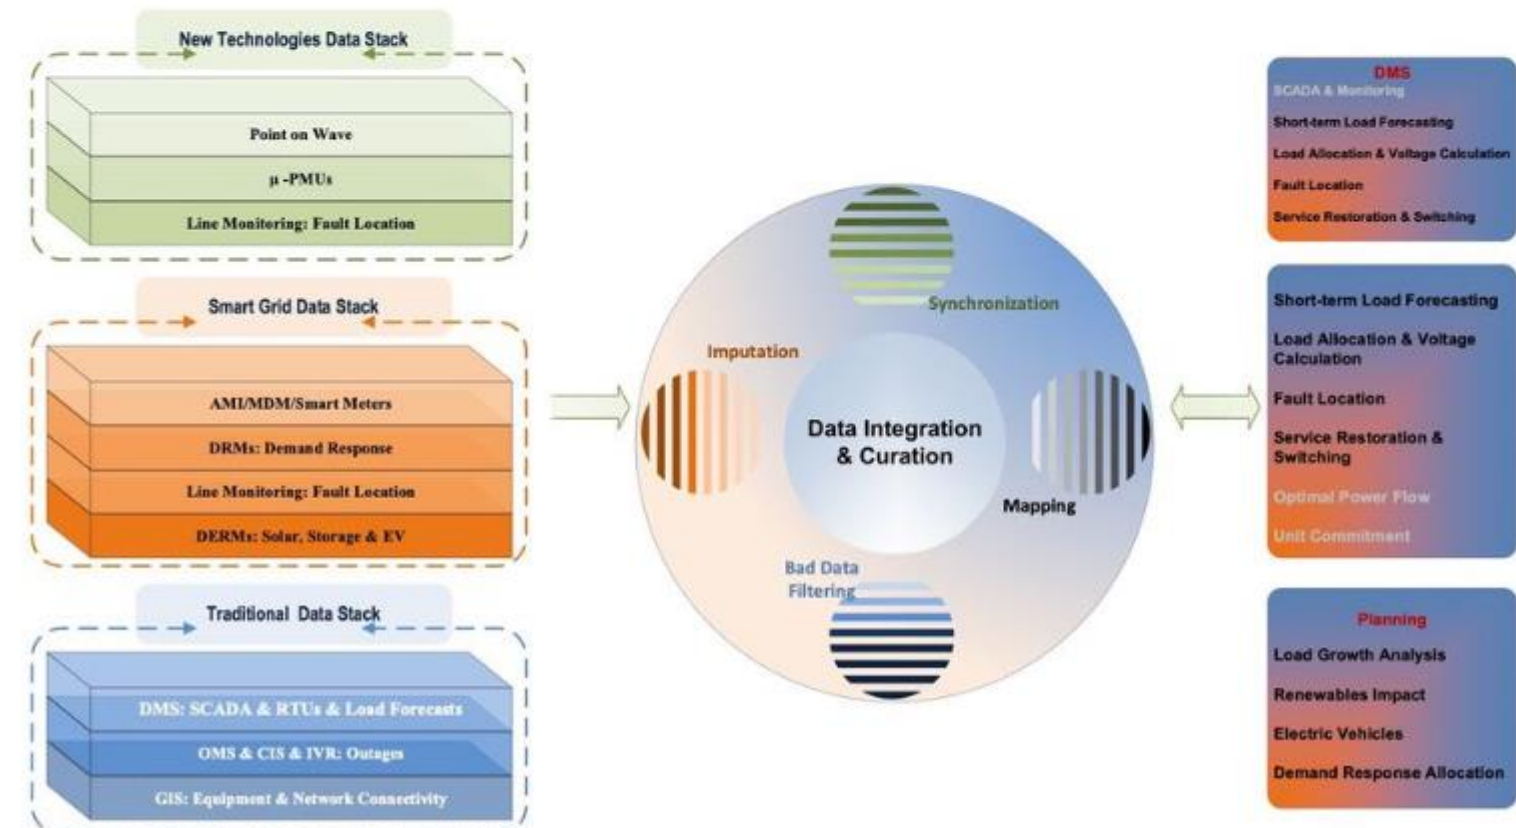 New Technologies Data Stack
Point on Wave
μ -PMUs
Line Monitoring: Fault Location
Smart Grid Data Stack
AMI/MDM/Smart Meters
DRMs: Demand Response
Line Monitoring: Fault Location
DERMs: Solar, Storage & EV
Traditional Data Stack
DMS: SCADA & RTUs & Load Forecasts
OMS & CIS & IVR: Outages
GIS: Equipment & Network Connectivity
Synchronization
Imputation
Data Integration
& Curation
Mapping
Bad Data
Filtering
DMS
SCADA & Monitoring
Short-term Load Forecasting
Load Allocation & Voltage Calculation
Fault Location
Service Restoration & Switching
Short-term Load Forecasting
Load Allocation & Voltage
Calculation
Fault Location
Service Restoration &
Switching
Optimal Power Flow
Unit Commitment
Planning
Load Growth Analysis
Renewables Impact
Electric Vehicles
Demand Response Allocation